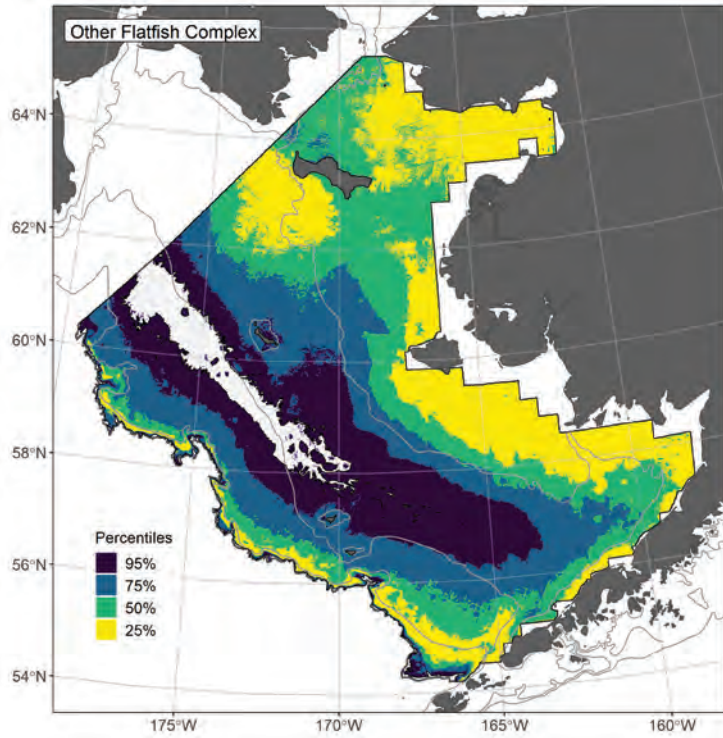 Other Flatfish Complex
64°N
62°N
60°N
58°N
56°N
54°N
Percentiles
95%
75%
50%
25%
175°W
170°W
165°W
160°W